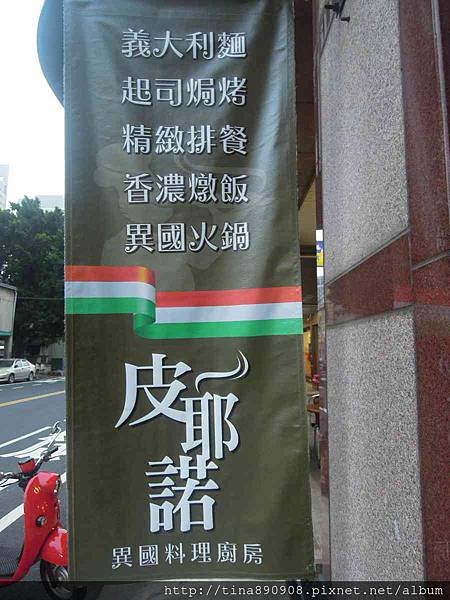 義大利麵
起司焗烤
精緻排餐
香濃燉飯
異國火鍋
皮耶諾
異國料理廚房
http://tina890908.pixnet.net/album